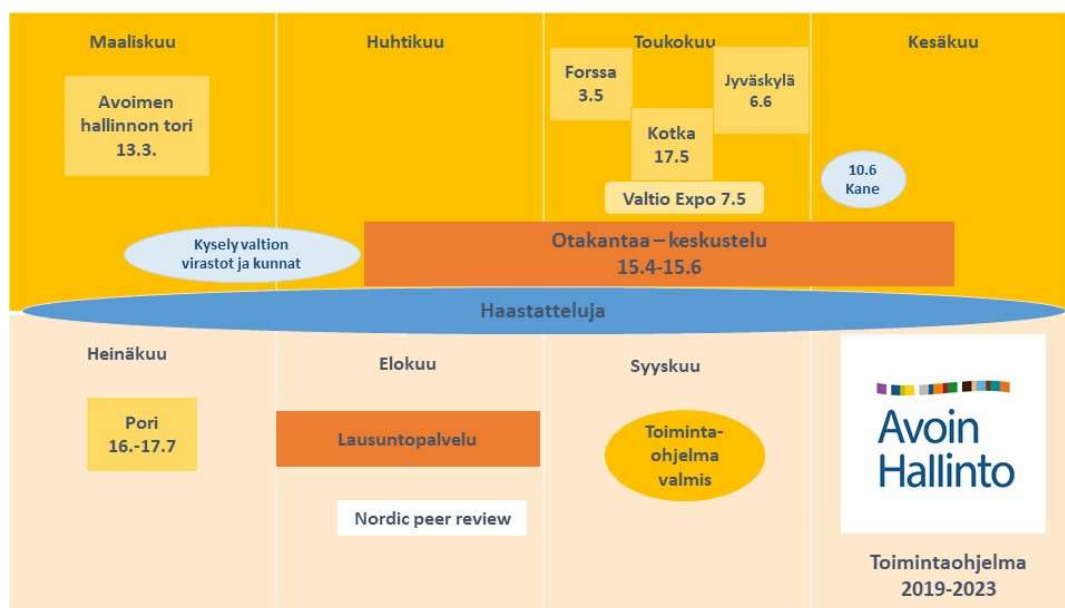 Maaliskuu
Huhtikuu
Toukokuu
Kesäkuu
Avoimen
hallinnon tori
13.3.
Forssa
3.5
Jyväskylä
6.6
Kotka
17.5
Valtio Expo 7.5
10.6
Kane
Kysely valtion
virastot ja kunnat
Otakantaa – keskustelu
15.4-15.6
Haastatteluja
Heinäkuu
Elokuu
Syyskuu
Pori
16.-17.7
Lausuntopalvelu
Nordic peer review
Toiminta-
ohjelma
valmis
Avoin
Hallinto
Toimintaohjelma
2019-2023